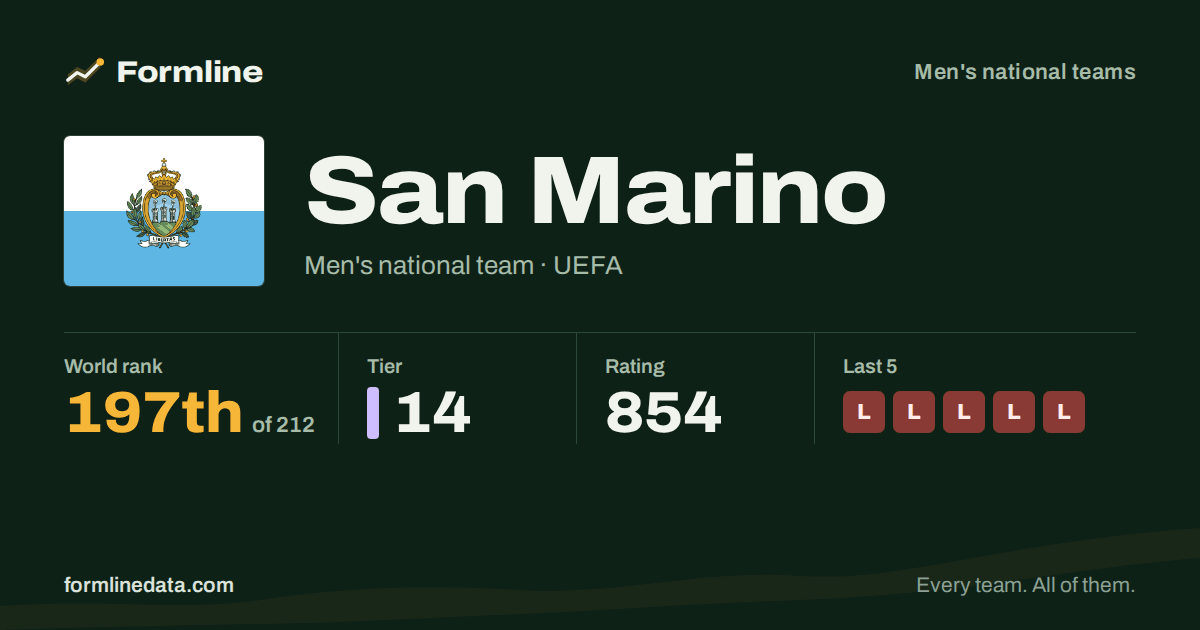 Formline
Men's national teams
San Marino
LIBERTAS
Men's national team · UEFA
World rank
197th of 212
Tier
14
Rating
854
Last 5
L L L L L
formlinedata.com
Every team. All of them.